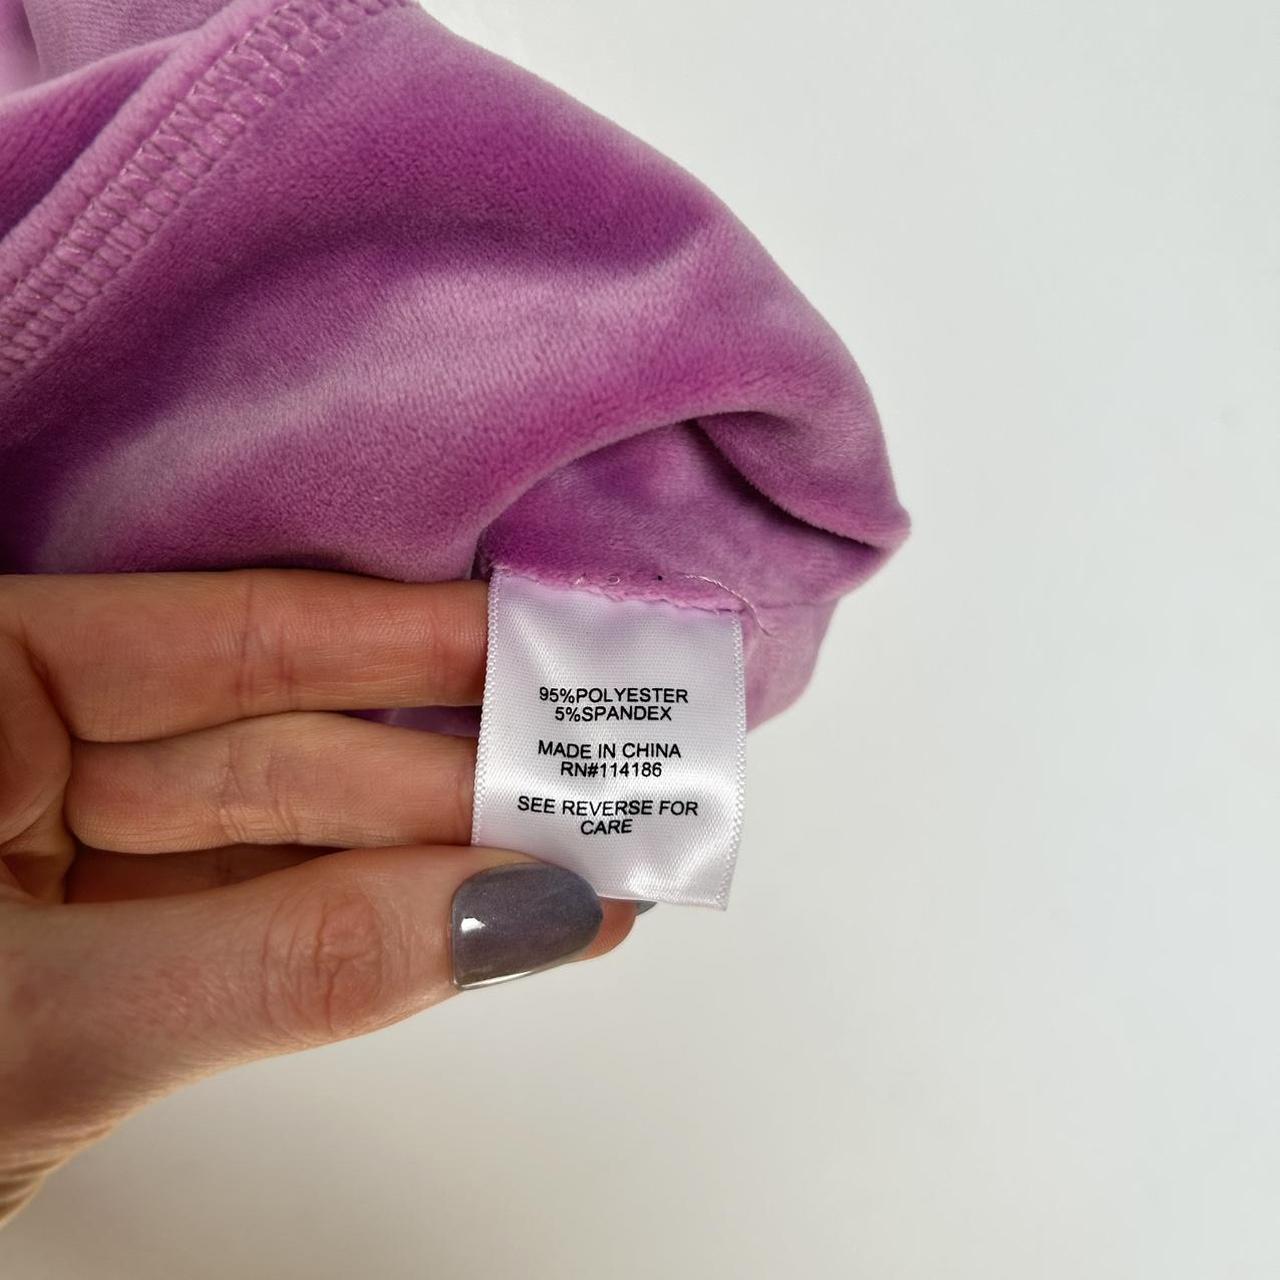 95%POLYESTER
5%SPANDEX
MADE IN CHINA
RN#114186
SEE REVERSE FOR
CARE